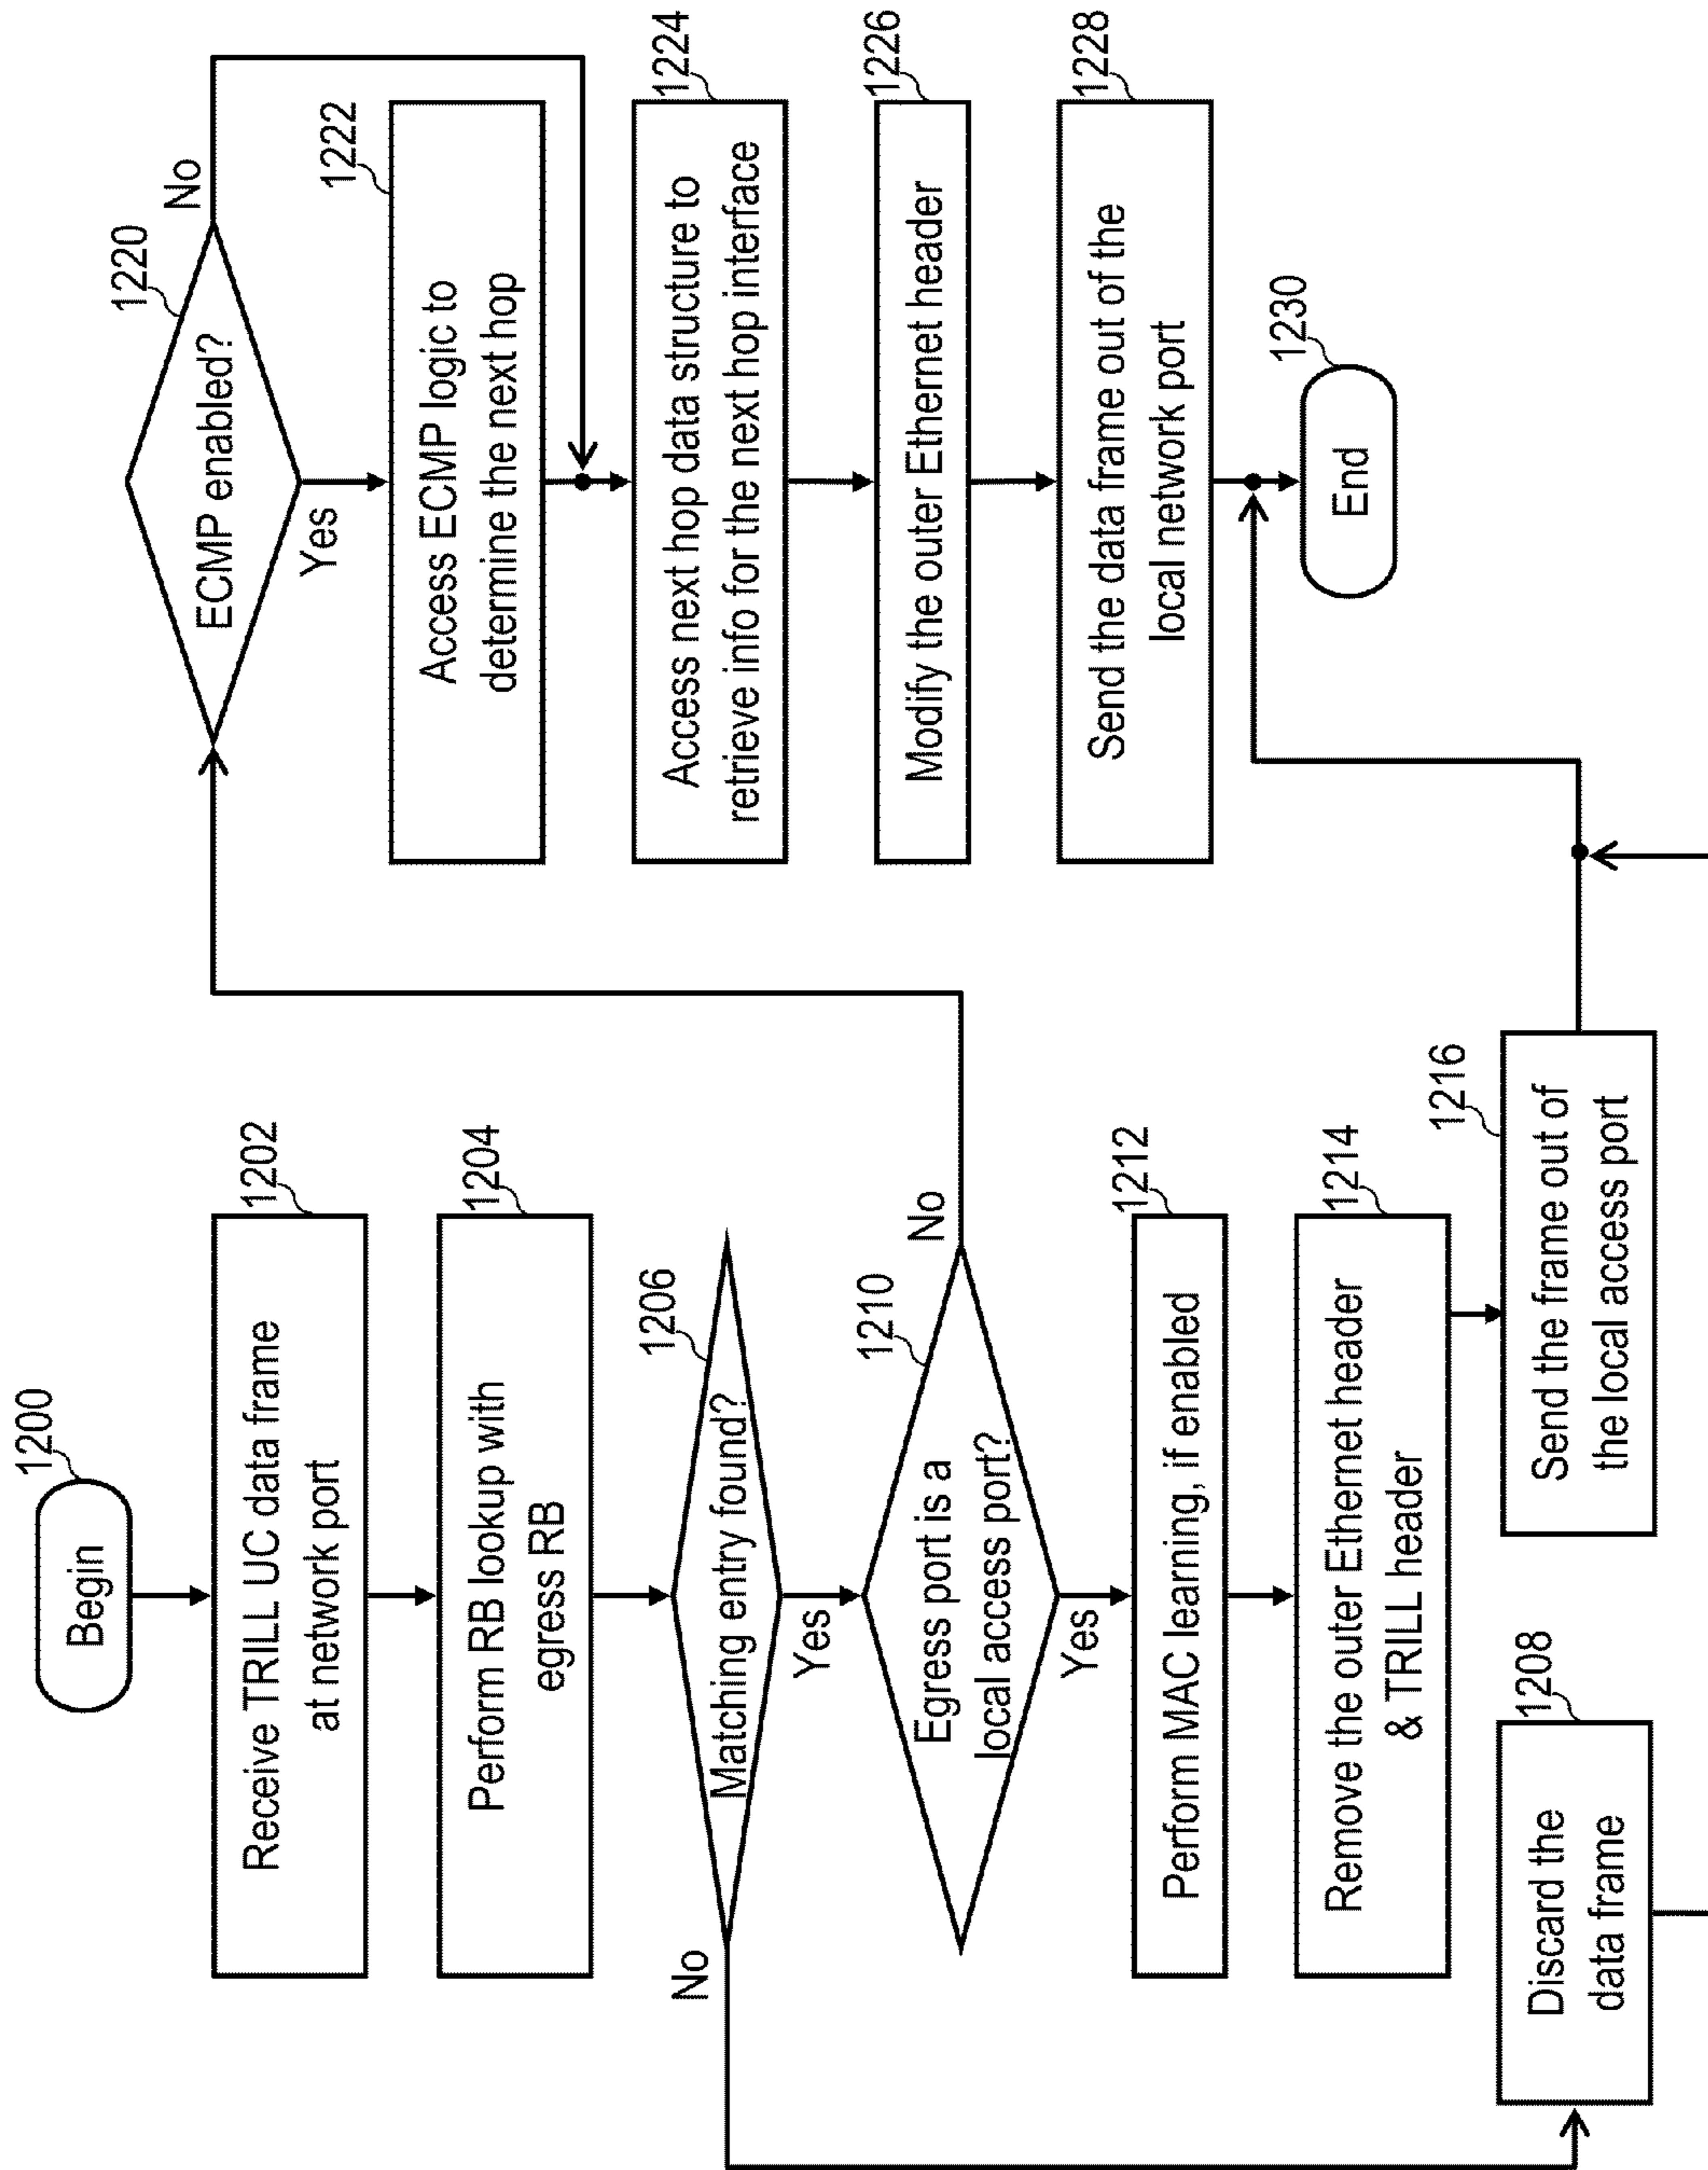 1200
Begin
1202
Receive TRILL UC data frame
at network port
1204
Perform RB lookup with
egress RB
1206
Matching entry found?
No
Yes
1210
Egress port is a
local access port?
No
Yes
1212
Perform MAC learning, if enabled
1214
Remove the outer Ethernet header
& TRILL header
1208
Discard the
data frame
1216
Send the frame out of
the local access port
1220
ECMP enabled?
No
Yes
1222
Access ECMP logic to
determine the next hop
1224
Access next hop data structure to
retrieve info for the next hop interface
1226
Modify the outer Ethernet header
1228
Send the data frame out of the
local network port
1230
End